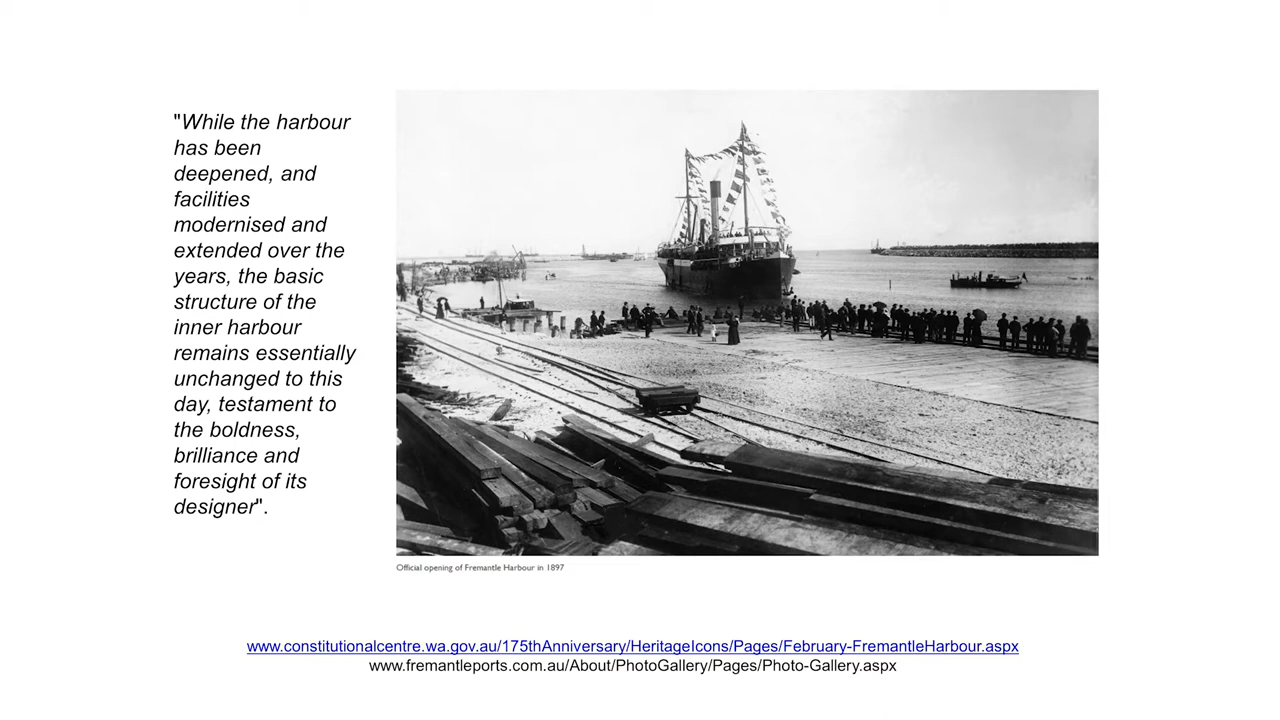 "While the harbour
has been
deepened, and
facilities
modernised and
extended over the
years, the basic
structure of the
inner harbour
remains essentially
unchanged to this
day, testament to
the boldness,
brilliance and
foresight of its
designer".
Official opening of Fremantle Harbour in 1897
www.constitutionalcentre.wa.gov.au/175thAnniversary/HeritageIcons/Pages/February-FremantleHarbour.aspx
www.fremantleports.com.au/About/PhotoGallery/Pages/Photo-Gallery.aspx